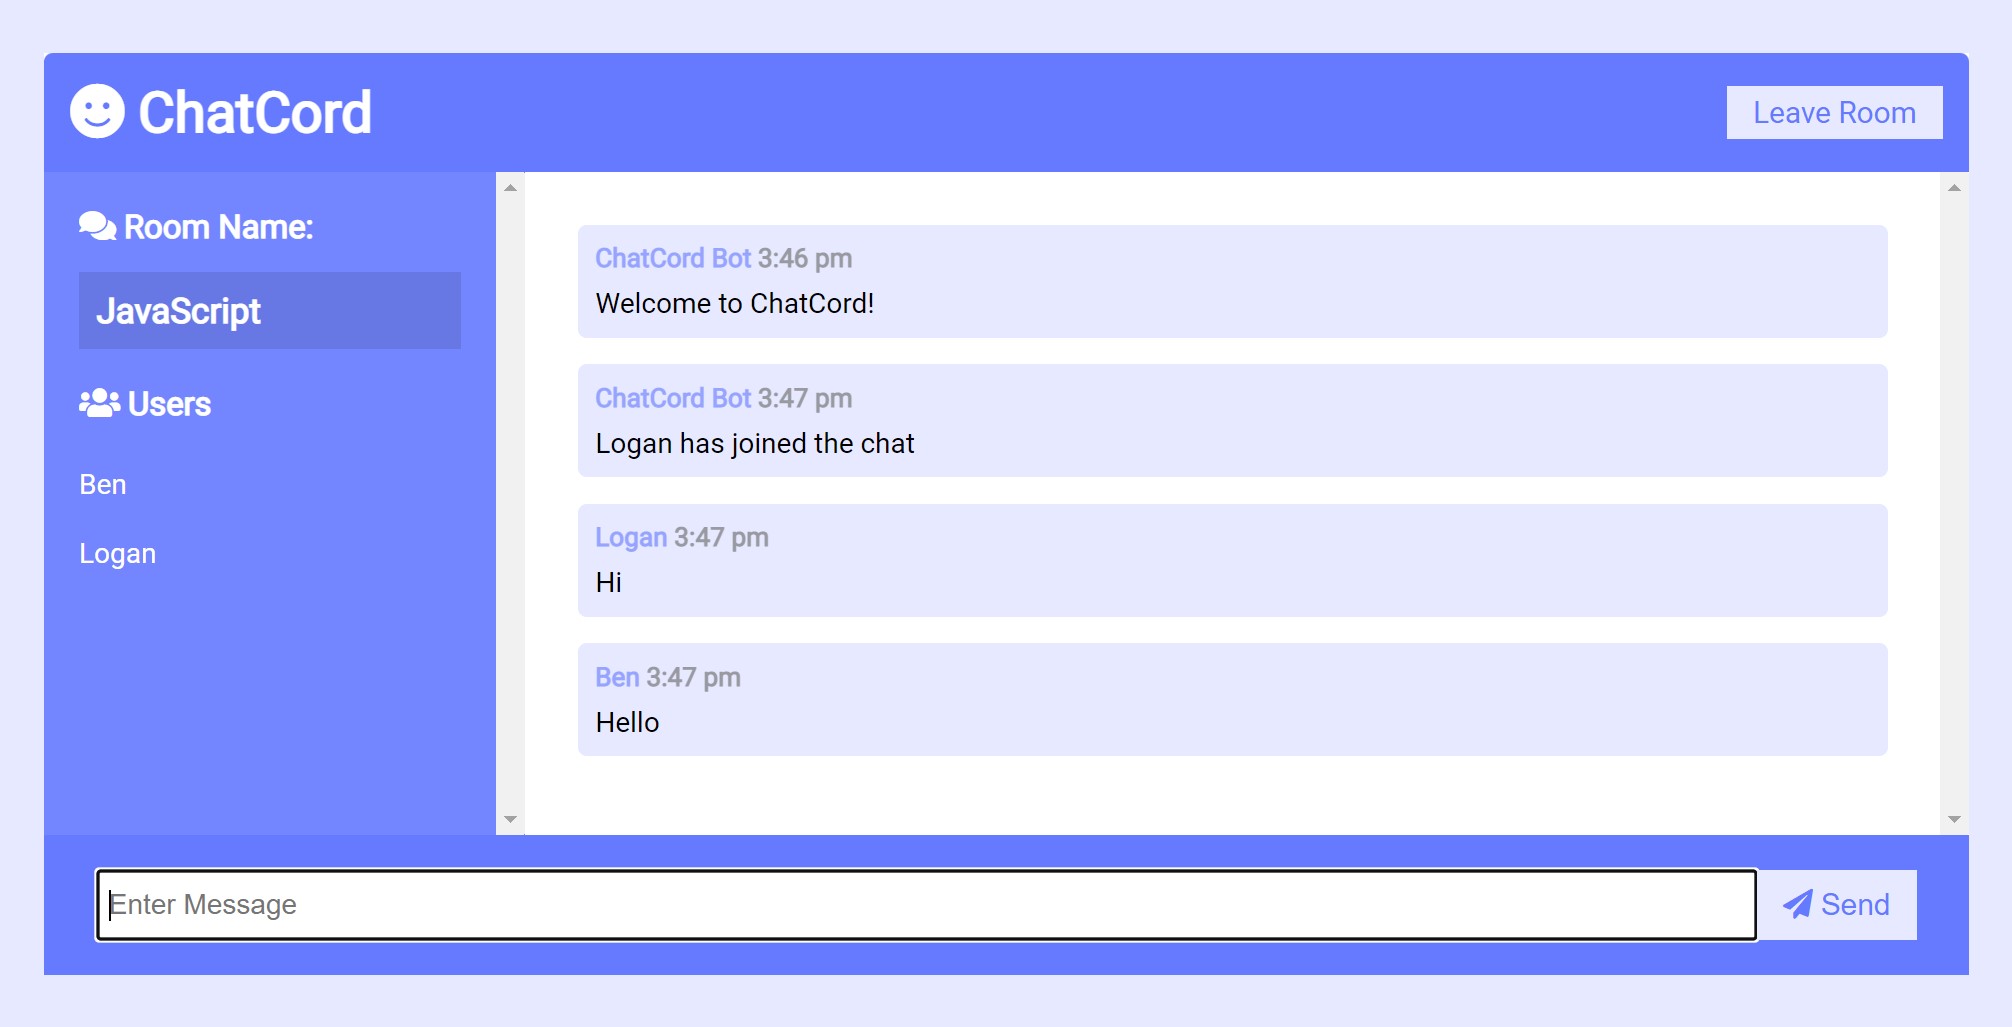 ChatCord
Leave Room
Room Name:
JavaScript
Users
Ben
Logan
ChatCord Bot 3:46 pm
Welcome to ChatCord!
ChatCord Bot 3:47 pm
Logan has joined the chat
Logan 3:47 pm
Hi
Ben 3:47 pm
Hello
Enter Message
Send